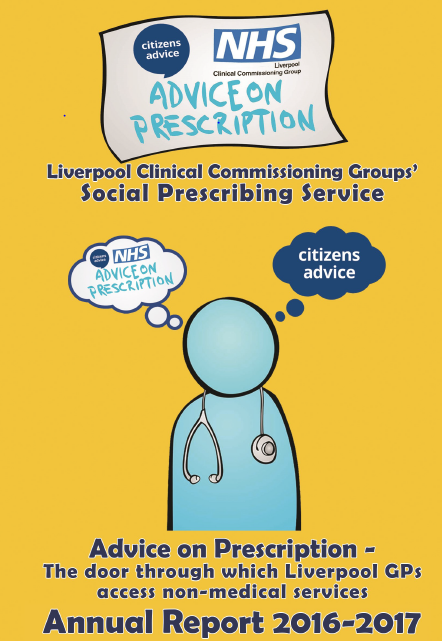 citizens
advice
NHS
Liverpool
Clinical Commissioning Group
ADVICE ON
PRESCRIPTION
Liverpool Clinical Commissioning Groups'
Social Prescribing Service
citizens
advice
NHS
ADVICE ON
PRESCRIPTION
citizens
advice
Advice on Prescription -
The door through which Liverpool GPs
access non-medical services
Annual Report 2016-2017